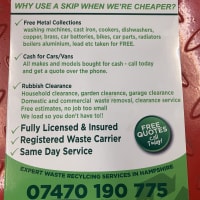 WHY USE A SKIP WHEN WE'RE CHEAPER?
Free Metal Collections
washing machines, cast iron, cookers, dishwashers,
copper, brass, car batteries, bikes, car parts, radiators
boilers aluminium, lead etc taken for FREE.
Cash for Cars/Vans
All makes and models bought for cash - call today
and get a quote over the phone.
Rubbish Clearance
Household clearance, garden clearance, garage clearance
Domestic and commercial waste removal, clearance service
Free estimates, no job too small
We load so you don't have to!!
Fully Licensed & Insured
Registered Waste Carrier
Same Day Service
FREE
QUOTES
Call
Today!
EXPERT WASTE RECYCLING SERVICES IN HAMPSHIRE
07470 190 775